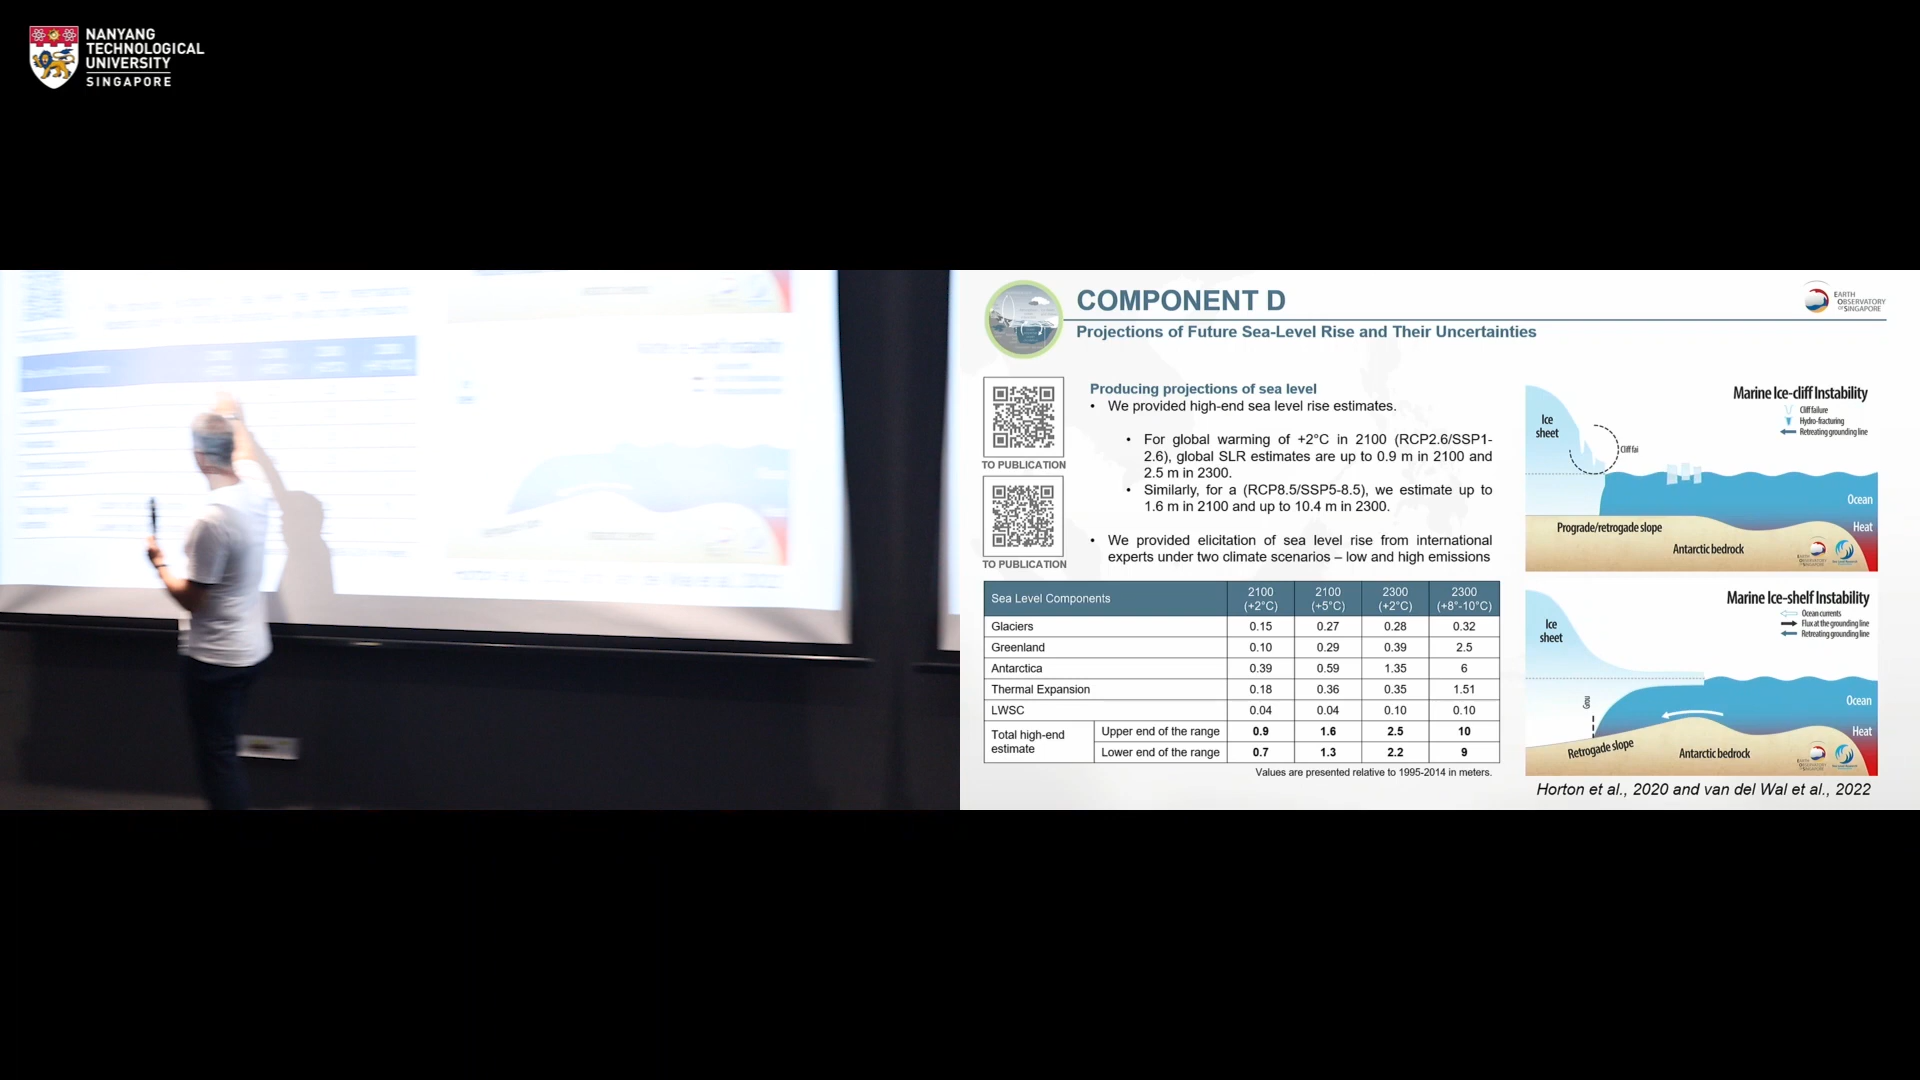 NANYANG
TECHNOLOGICAL
UNIVERSITY
SINGAPORE
COMPONENT D
EARTH
OBSERVATORY
OF SINGAPORE
Projections of Future Sea-Level Rise and Their Uncertainties
TO PUBLICATION
TO PUBLICATION
Producing projections of sea level
• We provided high-end sea level rise estimates.
• For global warming of +2°C in 2100 (RCP2.6/SSP1-
2.6), global SLR estimates are up to 0.9 m in 2100 and
2.5 m in 2300.
• Similarly, for a (RCP8.5/SSP5-8.5), we estimate up to
1.6 m in 2100 and up to 10.4 m in 2300.
• We provided elicitation of sea level rise from international
experts under two climate scenarios – low and high emissions
Sea Level Components 2100 (+2°C) 2100 (+5°C) 2300 (+2°C) 2300 (+8°-10°C)
Glaciers 0.15 0.27 0.28 0.32
Greenland 0.10 0.29 0.39 2.5
Antarctica 0.39 0.59 1.35 6
Thermal Expansion 0.18 0.36 0.35 1.51
LWSC 0.04 0.04 0.10 0.10
Total high-end estimate Upper end of the range 0.9 1.6 2.5 10
Lower end of the range 0.7 1.3 2.2 9
Values are presented relative to 1995-2014 in meters.
Marine Ice-cliff Instability
Cliff failure
Hydro-fracturing
Retreating grounding line
Ice
sheet
Cliff fai
Ocean
Heat
Prograde/retrogade slope
Antarctic bedrock
Marine Ice-shelf Instability
Ocean currents
Flux at the grounding line
Retreating grounding line
Ice
sheet
Grou
Ocean
Heat
Retrogade slope
Antarctic bedrock
Horton et al., 2020 and van del Wal et al., 2022